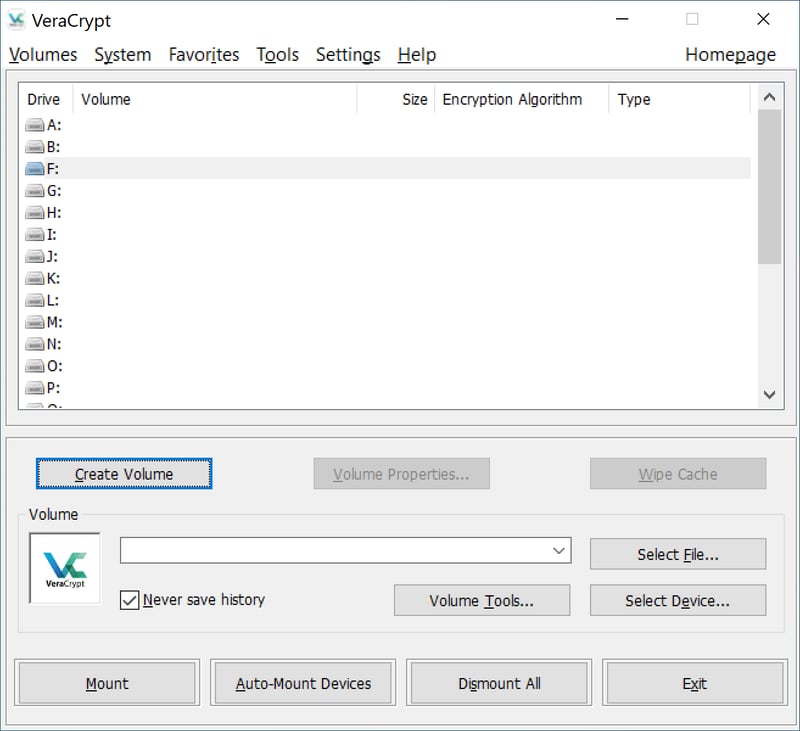 VeraCrypt
Volumes System Favorites Tools Settings Help Homepage
Drive Volume Size Encryption Algorithm Type
A:
B:
F:
G:
H:
I:
J:
K:
L:
M:
N:
O:
P:
Create Volume Volume Properties... Wipe Cache
Volume
VeraCrypt
Select File...
Never save history Volume Tools... Select Device...
Mount Auto-Mount Devices Dismount All Exit